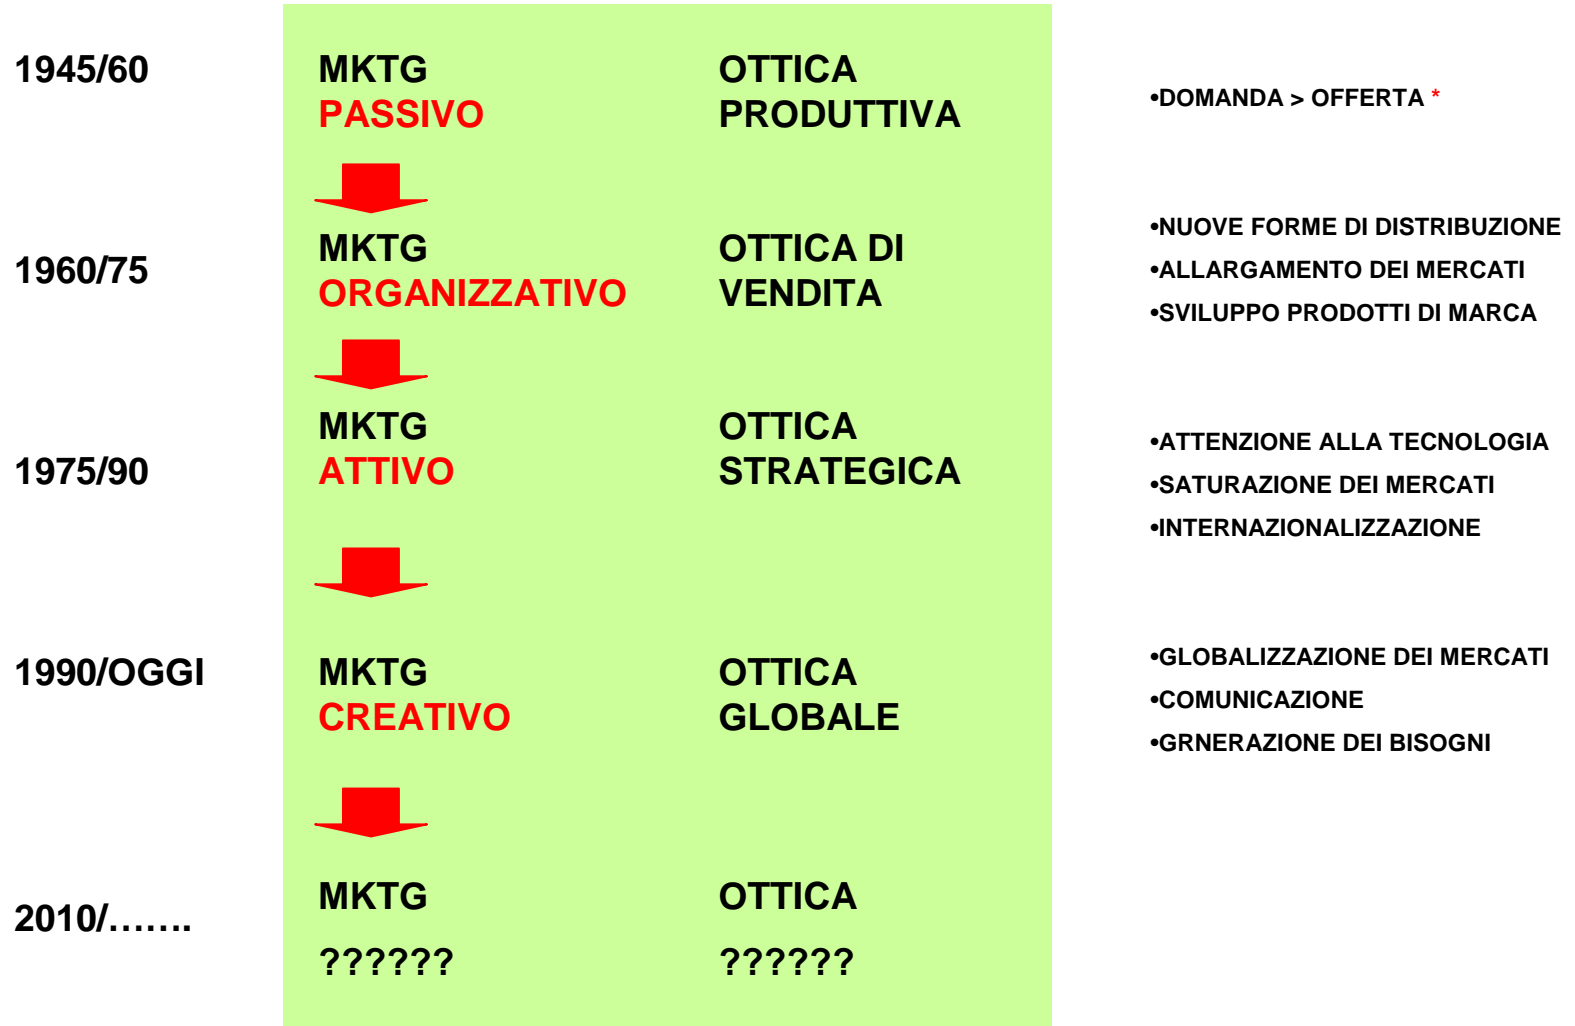 1945/60
MKTG
PASSIVO
OTTICA
PRODUTTIVA
•DOMANDA > OFFERTA *
1960/75
MKTG
ORGANIZZATIVO
OTTICA DI
VENDITA
•NUOVE FORME DI DISTRIBUZIONE
•ALLARGAMENTO DEI MERCATI
•SVILUPPO PRODOTTI DI MARCA
1975/90
MKTG
ATTIVO
OTTICA
STRATEGICA
•ATTENZIONE ALLA TECNOLOGIA
•SATURAZIONE DEI MERCATI
•INTERNAZIONALIZZAZIONE
1990/OGGI
MKTG
CREATIVO
OTTICA
GLOBALE
•GLOBALIZZAZIONE DEI MERCATI
•COMUNICAZIONE
•GRNERAZIONE DEI BISOGNI
2010/…….
MKTG
??????
OTTICA
??????